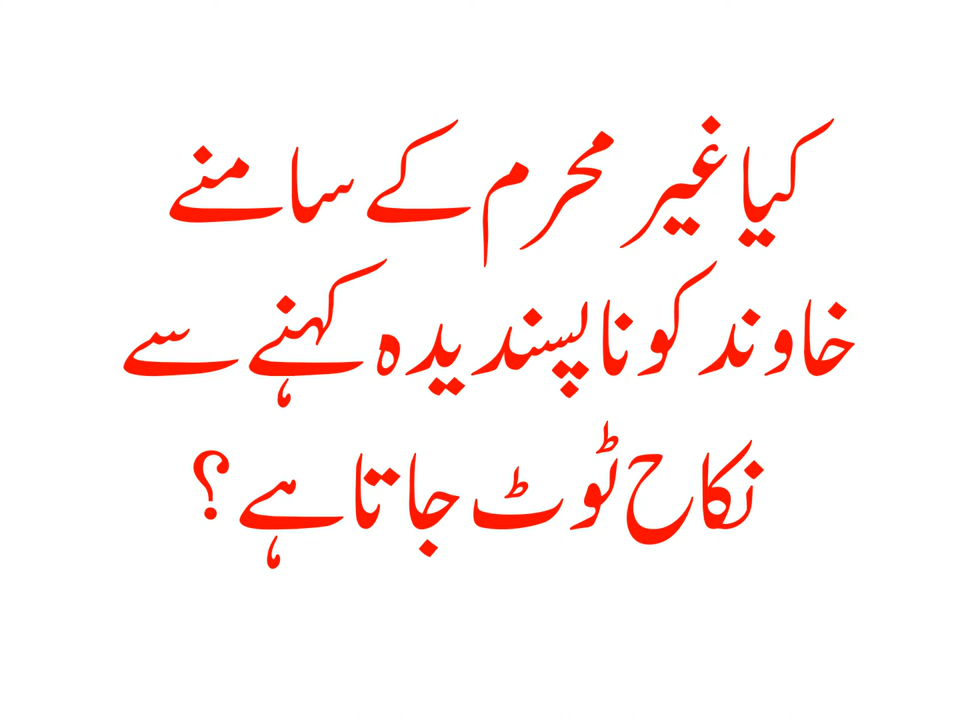 کیا غیر محرم کے سامنے
خاوند کو ناپسندیدہ کہنے سے
نکاح ٹوٹ جاتا ہے؟